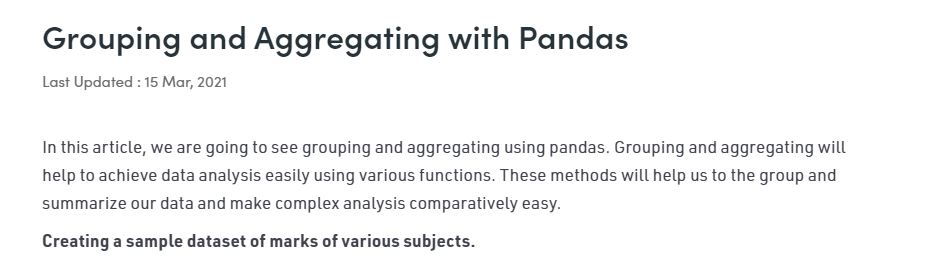 Grouping and Aggregating with Pandas
Last Updated : 15 Mar, 2021
In this article, we are going to see grouping and aggregating using pandas. Grouping and aggregating will
help to achieve data analysis easily using various functions. These methods will help us to the group and
summarize our data and make complex analysis comparatively easy.
Creating a sample dataset of marks of various subjects.